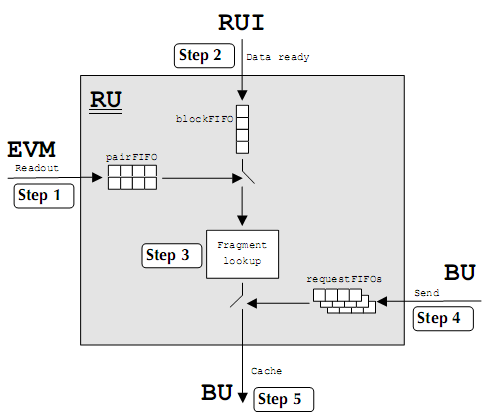 RUI
Step 2
Data ready
RU
blockFIFO
EVM
pairFIFO
Readout
Step 1
Fragment
lookup
Step 3
requestFIFOs
BU
Send
Step 4
Cache
BU
Step 5